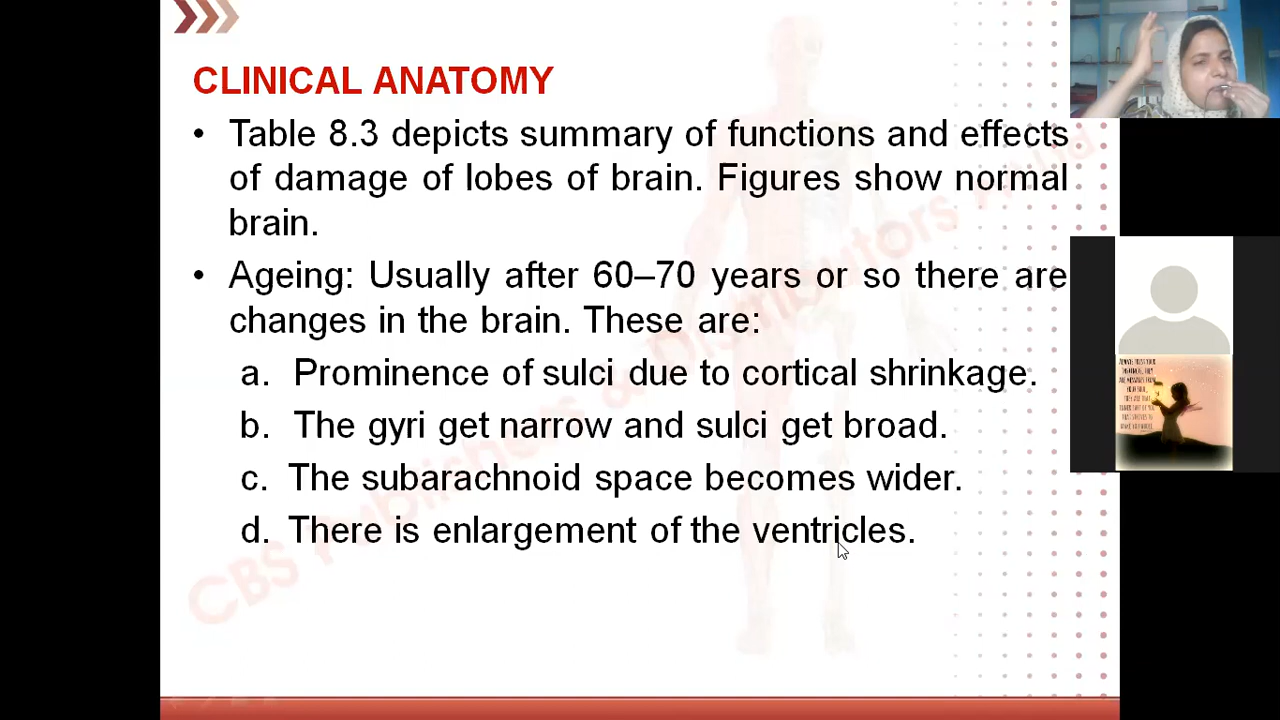 CLINICAL ANATOMY
• Table 8.3 depicts summary of functions and effects
of damage of lobes of brain. Figures show normal
brain.
• Ageing: Usually after 60–70 years or so there are
changes in the brain. These are:
a. Prominence of sulci due to cortical shrinkage.
b. The gyri get narrow and sulci get broad.
c. The subarachnoid space becomes wider.
d. There is enlargement of the ventricles.
CBS Publishers & Distributors